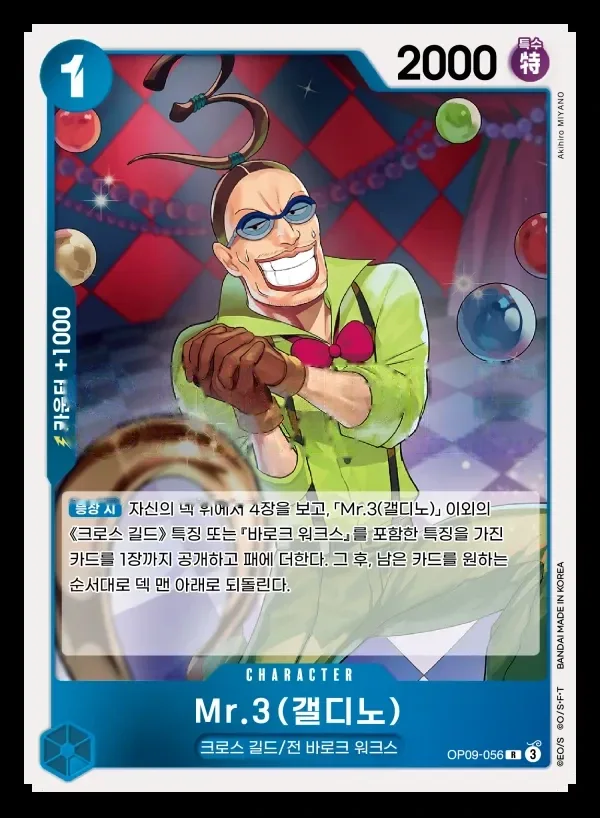 1
2000
특수
特
Akihiro MIYANO
카운터 +1000
등장 시 자신의 덱 위에서 4장을 보고, 「Mr.3(갤디노)」 이외의
《크로스 길드》 특징 또는 『바로크 워크스』를 포함한 특징을 가진
카드를 1장까지 공개하고 패에 더한다. 그 후, 남은 카드를 원하는
순서대로 덱 맨 아래로 되돌린다.
CHARACTER
Mr.3(갤디노)
크로스 길드/전 바로크 워크스
OP09-056 R 3
©EO/S ©O/S·F·T BANDAI MADE IN KOREA